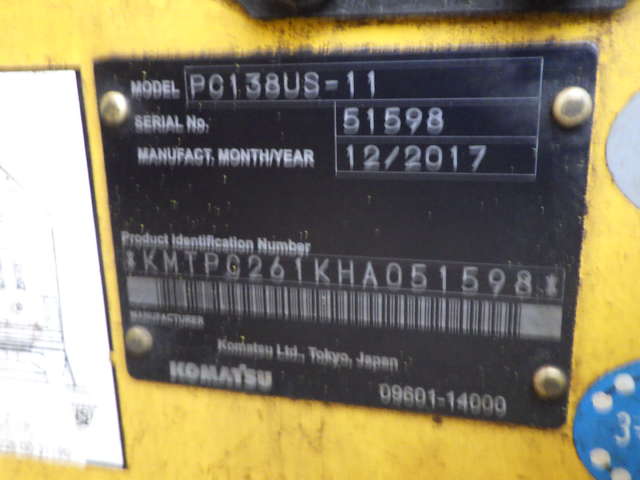 MODEL PC138US-11
SERIAL No. 51598
MANUFACT. MONTH/YEAR 12/2017
Product Identification Number
*KMTPC261KHA051598*
MANUFACTURER
Komatsu Ltd., Tokyo, Japan
KOMATSU
09601-14000